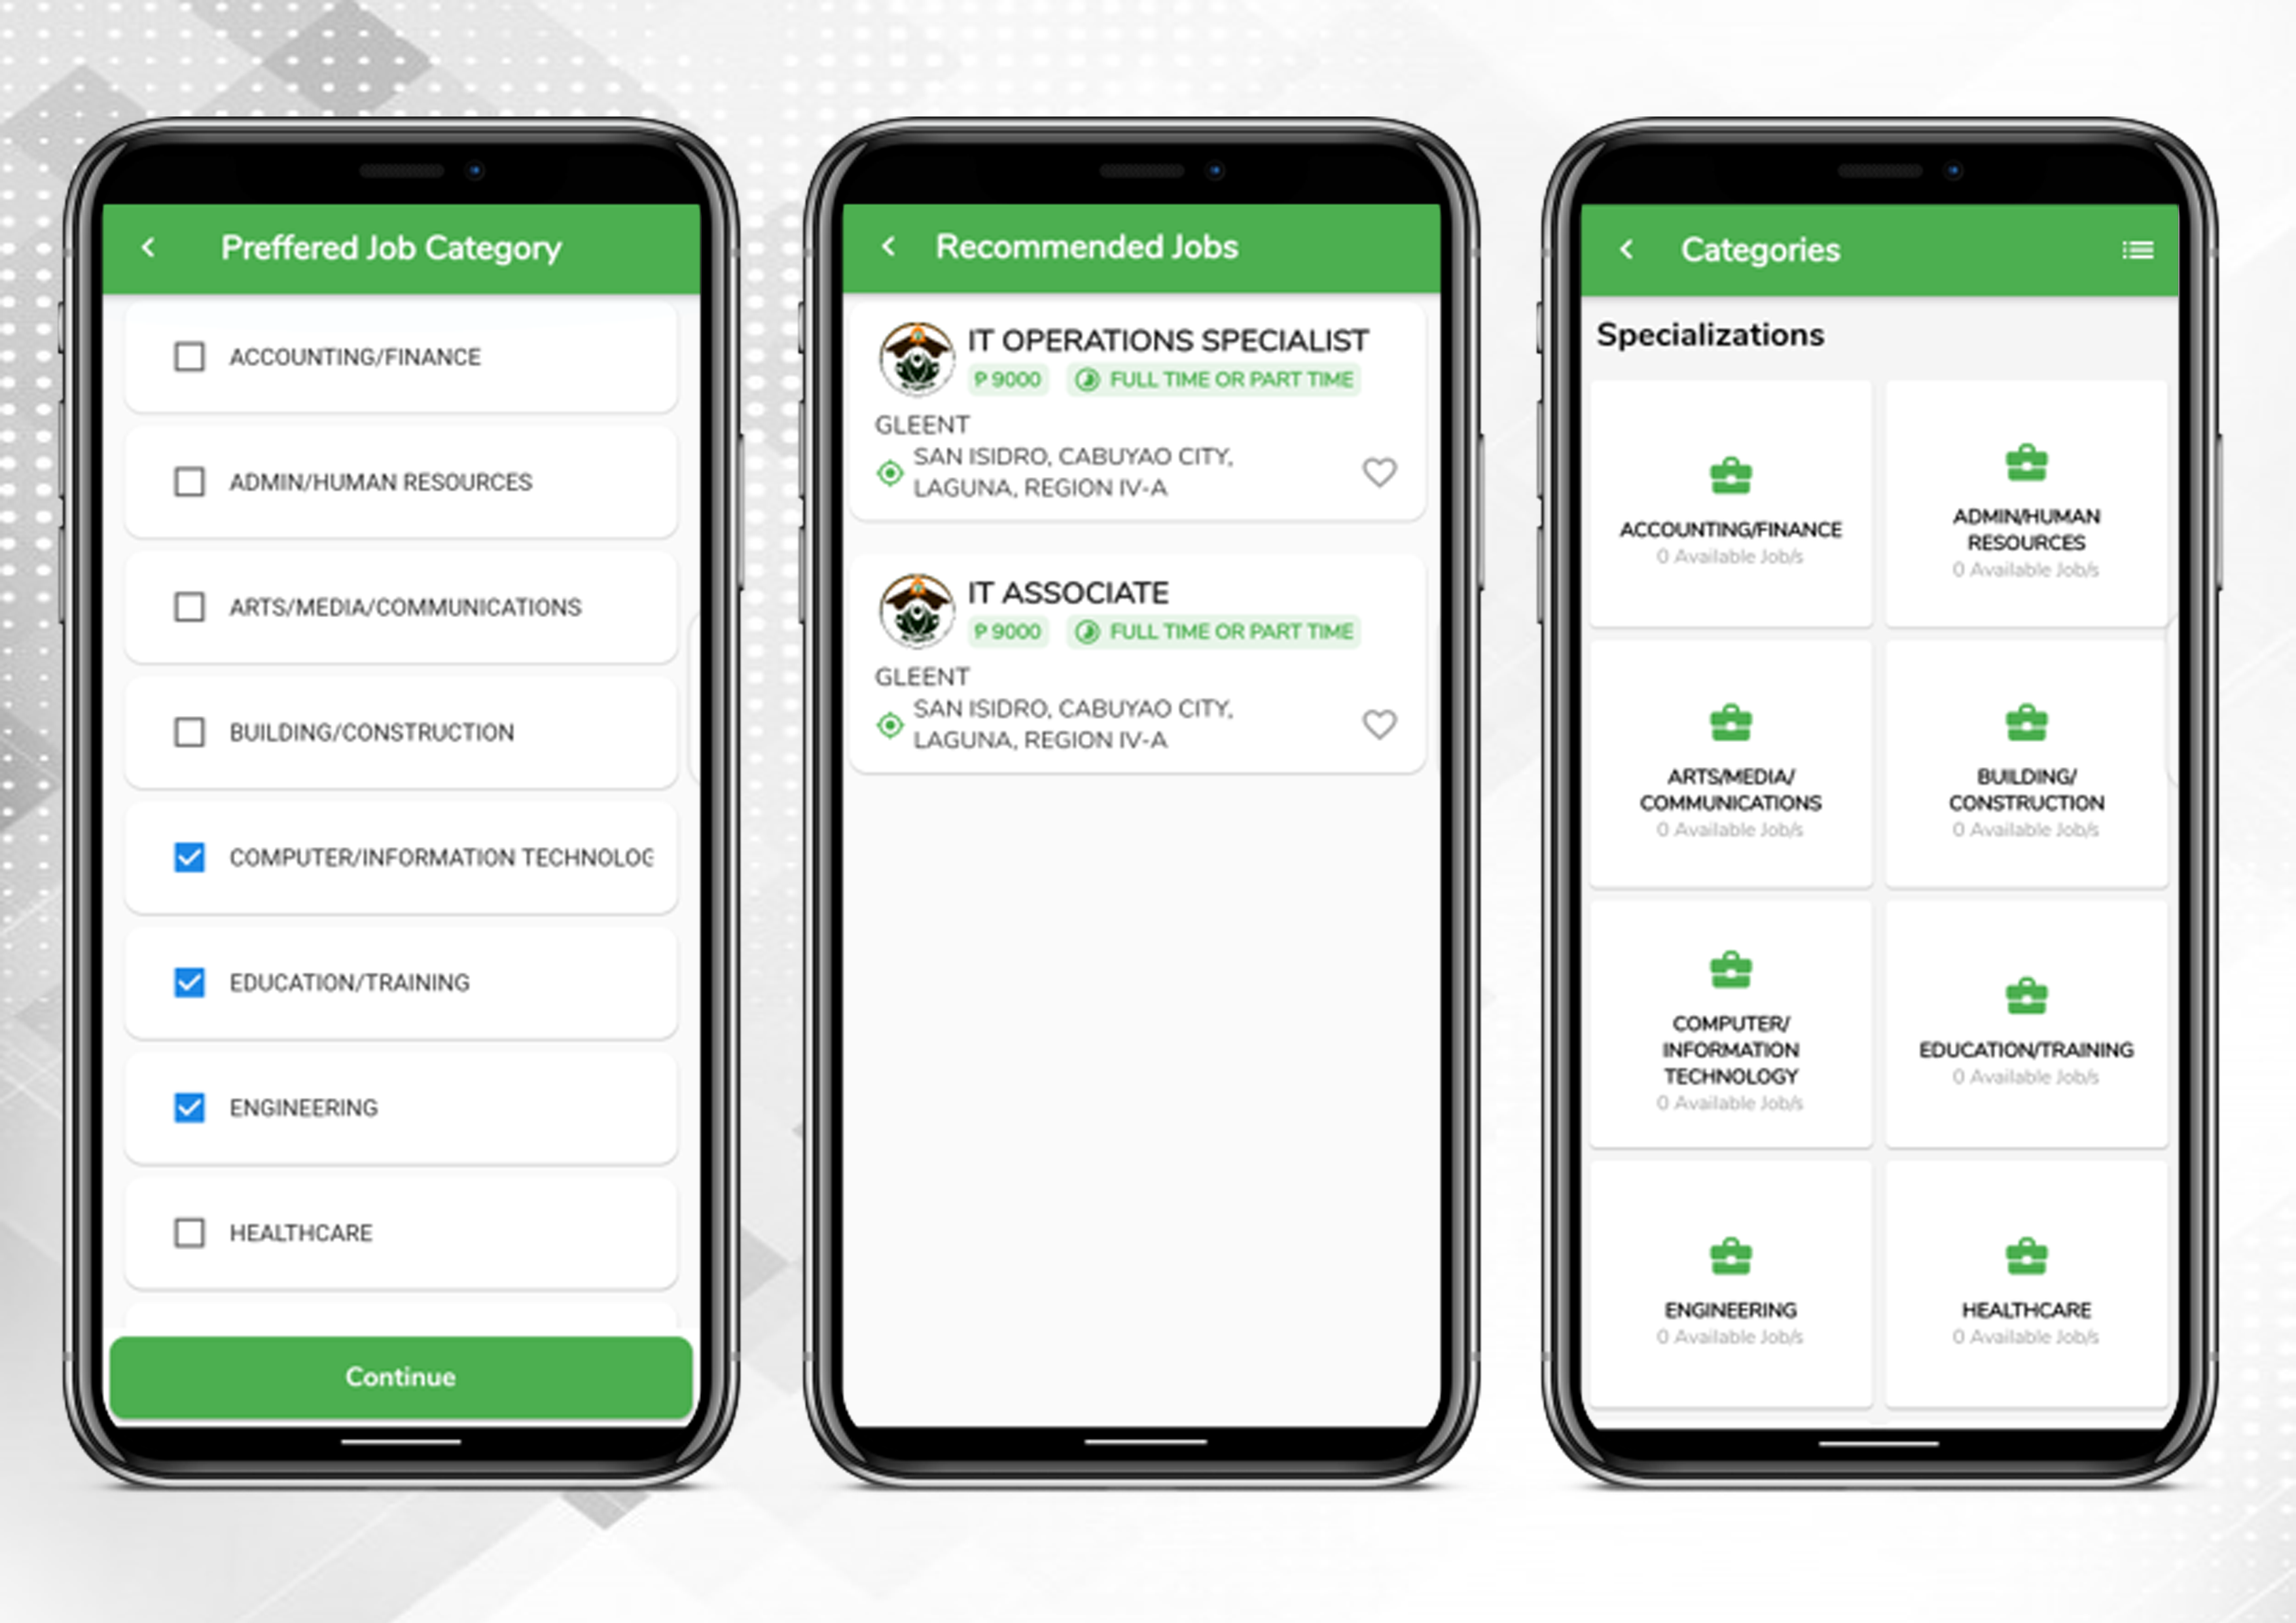 Preffered Job Category
ACCOUNTING/FINANCE
ADMIN/HUMAN RESOURCES
ARTS/MEDIA/COMMUNICATIONS
BUILDING/CONSTRUCTION
COMPUTER/INFORMATION TECHNOLOG
EDUCATION/TRAINING
ENGINEERING
HEALTHCARE
Continue
Recommended Jobs
IT OPERATIONS SPECIALIST
₱ 9000 FULL TIME OR PART TIME
GLEENT
SAN ISIDRO, CABUYAO CITY,
LAGUNA, REGION IV-A
IT ASSOCIATE
₱ 9000 FULL TIME OR PART TIME
GLEENT
SAN ISIDRO, CABUYAO CITY,
LAGUNA, REGION IV-A
Categories
Specializations
ACCOUNTING/FINANCE
0 Available Job/s
ADMIN/HUMAN
RESOURCES
0 Available Job/s
ARTS/MEDIA/
COMMUNICATIONS
0 Available Job/s
BUILDING/
CONSTRUCTION
0 Available Job/s
COMPUTER/
INFORMATION
TECHNOLOGY
0 Available Job/s
EDUCATION/TRAINING
0 Available Job/s
ENGINEERING
0 Available Job/s
HEALTHCARE
0 Available Job/s